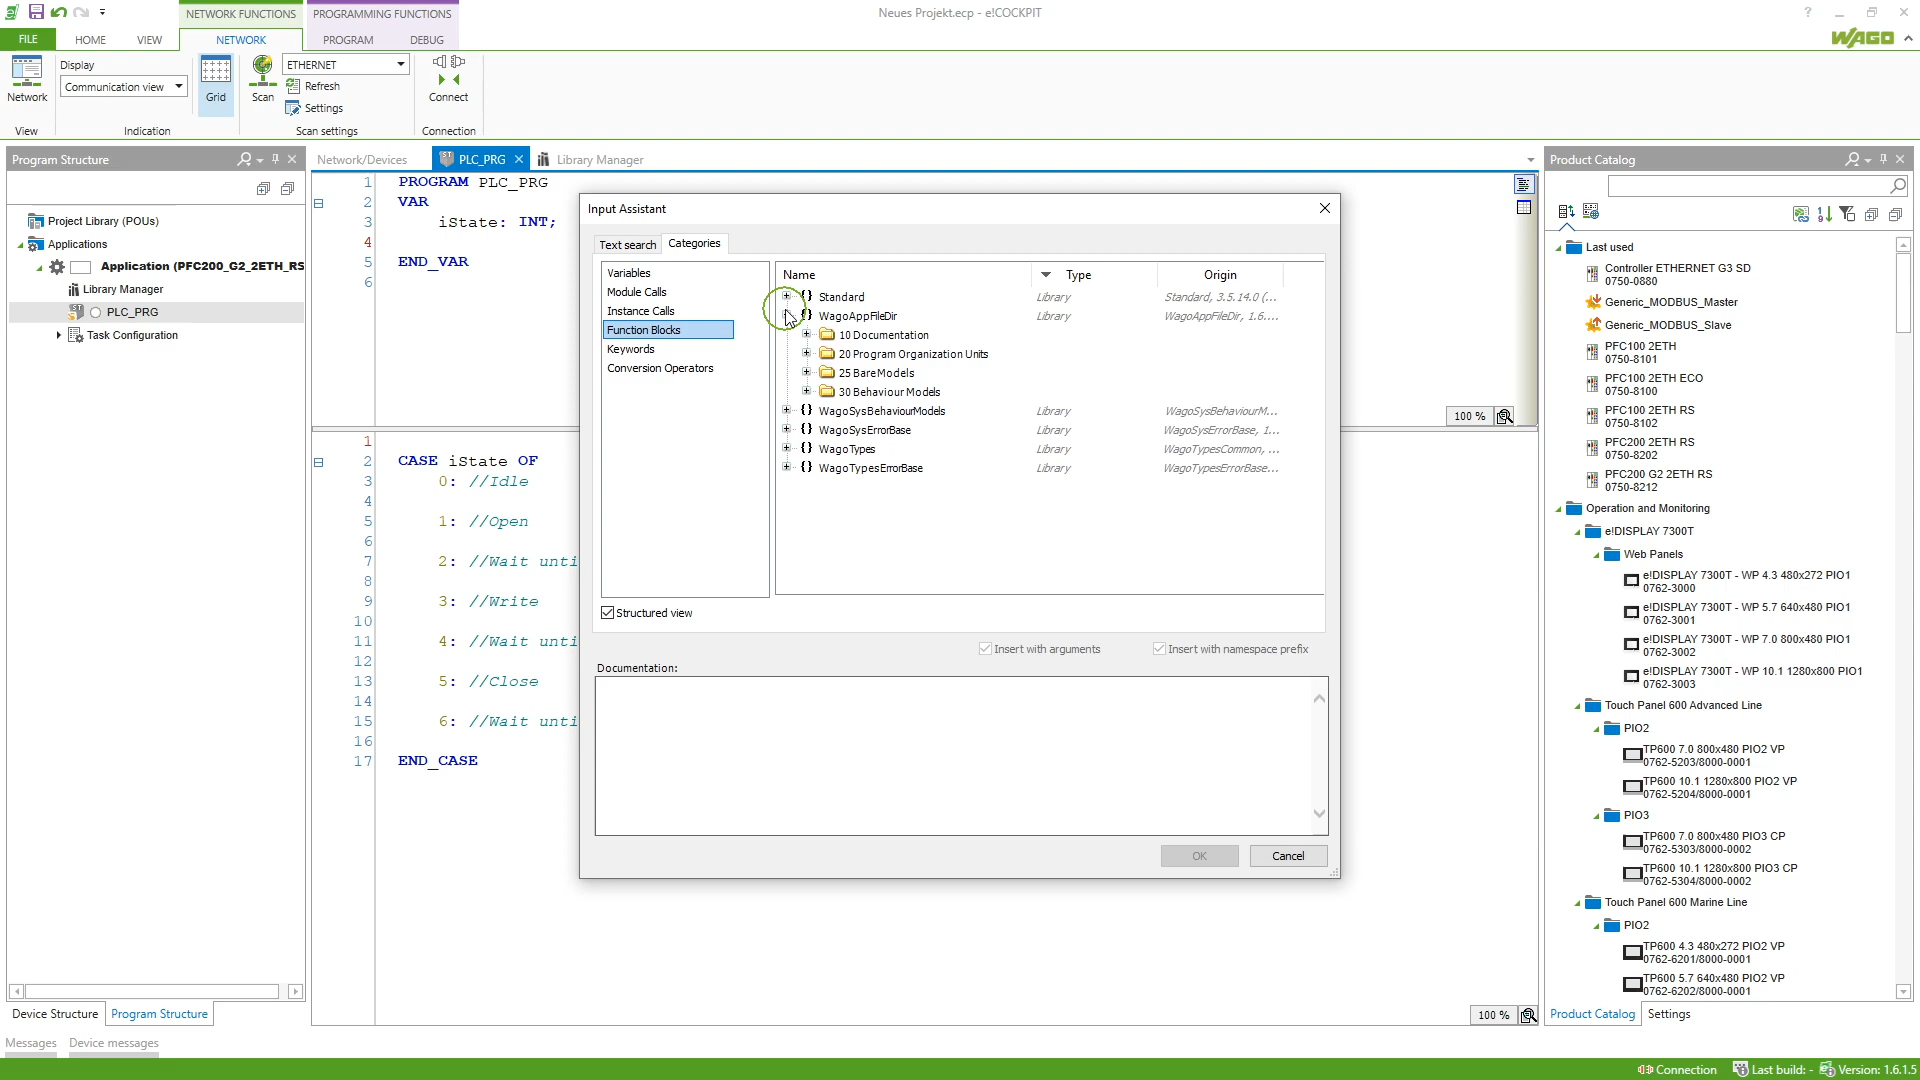 NETWORK FUNCTIONS
PROGRAMMING FUNCTIONS
Neues Projekt.ecp - e!COCKPIT
FILE
HOME
VIEW
NETWORK
PROGRAM
DEBUG
WAGO
Display
Communication view
Network
Grid
Scan
ETHERNET
Refresh
Settings
Connect
View
Indication
Scan settings
Connection
Program Structure
Project Library (POUs)
Applications
Application (PFC200_G2_2ETH_RS
Library Manager
PLC_PRG
Task Configuration
Device Structure
Program Structure
Messages
Device messages
Network/Devices
PLC_PRG
Library Manager
1 PROGRAM PLC_PRG
2 VAR
3 iState: INT;
4
5 END_VAR
6
100 %
1
2 CASE iState OF
3 0: //Idle
4
5 1: //Open
6
7 2: //Wait unti
8
9 3: //Write
10
11 4: //Wait unti
12
13 5: //Close
14
15 6: //Wait unti
16
17 END_CASE
100 %
Input Assistant
Text search
Categories
Variables
Module Calls
Instance Calls
Function Blocks
Keywords
Conversion Operators
Name Type Origin
Standard Library Standard, 3.5.14.0 (...
WagoAppFileDir Library WagoAppFileDir, 1.6....
10 Documentation
20 Program Organization Units
25 BareModels
30 Behaviour Models
WagoSysBehaviourModels Library WagoSysBehaviourM...
WagoSysErrorBase Library WagoSysErrorBase, 1...
WagoTypes Library WagoTypesCommon, ...
WagoTypesErrorBase Library WagoTypesErrorBase...
Structured view
Insert with arguments
Insert with namespace prefix
Documentation:
OK
Cancel
Product Catalog
Last used
Controller ETHERNET G3 SD
0750-0880
Generic_MODBUS_Master
Generic_MODBUS_Slave
PFC100 2ETH
0750-8101
PFC100 2ETH ECO
0750-8100
PFC100 2ETH RS
0750-8102
PFC200 2ETH RS
0750-8202
PFC200 G2 2ETH RS
0750-8212
Operation and Monitoring
e!DISPLAY 7300T
Web Panels
e!DISPLAY 7300T - WP 4.3 480x272 PIO1
0762-3000
e!DISPLAY 7300T - WP 5.7 640x480 PIO1
0762-3001
e!DISPLAY 7300T - WP 7.0 800x480 PIO1
0762-3002
e!DISPLAY 7300T - WP 10.1 1280x800 PIO1
0762-3003
Touch Panel 600 Advanced Line
PIO2
TP600 7.0 800x480 PIO2 VP
0762-5203/8000-0001
TP600 10.1 1280x800 PIO2 VP
0762-5204/8000-0001
PIO3
TP600 7.0 800x480 PIO3 CP
0762-5303/8000-0002
TP600 10.1 1280x800 PIO3 CP
0762-5304/8000-0002
Touch Panel 600 Marine Line
PIO2
TP600 4.3 480x272 PIO2 VP
0762-6201/8000-0001
TP600 5.7 640x480 PIO2 VP
0762-6202/8000-0001
Product Catalog
Settings
Connection
Last build: -
Version: 1.6.1.5